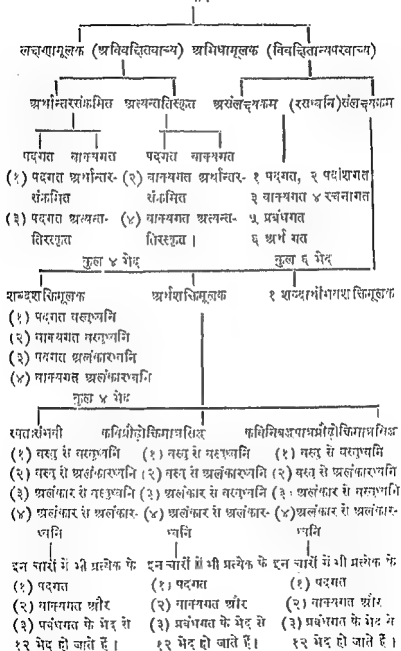 लक्षणामूलक (अविवक्षितवाच्य) अभिधामूलक (विवक्षितान्यपरवाच्य)
अर्थान्तरसंक्रमित अत्यन्ततिरस्कृत असंलक्ष्यक्रम (रसध्वनि) संलक्ष्यक्रम
पदगत वाक्यगत पदगत वाक्यगत
(१) पदगत अर्थान्तर- (२) वाक्यगत अर्थान्तर- १ पदगत, २ पदांशगत
संक्रमित संक्रमित ३ वाक्यगत ४ रचनागत
(३) पदगत अत्यन्त- (४) वाक्यगत अत्यन्त- ५ प्रबंधगत
तिरस्कृत तिरस्कृत । ६ अर्थ गत
कुल ४ भेद कुल ६ भेद
शब्दशक्तिमूलक अर्थशक्तिमूलक १ शब्दार्थोभयशक्तिमूलक
(१) पदगत वस्तुध्वनि
(२) वाक्यगत वस्तुध्वनि
(३) पदगत अलंकारध्वनि
(४) वाक्यगत अलंकारध्वनि
कुल ४ भेद
स्वतःसंभवी कविप्रौढ़ोक्तिमात्रसिद्ध कविनिबद्धपात्रप्रौढ़ोक्तिमात्रसिद्ध
(१) वस्तु से वस्तुध्वनि (१) वस्तु से वस्तुध्वनि (१) वस्तु से वस्तुध्वनि
(२) वस्तु से अलंकारध्वनि (२) वस्तु से अलंकारध्वनि (२) वस्तु से अलंकारध्वनि
(३) अलंकार से वस्तुध्वनि (३) अलंकार से वस्तुध्वनि (३) अलंकार से वस्तुध्वनि
(४) अलंकार से अलंकार- (४) अलंकार से अलंकार- (४) अलंकार से अलंकार-
ध्वनि ध्वनि ध्वनि
इन चारों में भी प्रत्येक के इन चारों में भी प्रत्येक के इन चारों में भी प्रत्येक के
(१) पदगत (१) पदगत (१) पदगत
(२) वाक्यगत और (२) वाक्यगत और (२) वाक्यगत और
(३) प्रबंधगत के भेद से (३) प्रबंधगत के भेद से (३) प्रबंधगत के भेद से
१२ भेद हो जाते हैं । १२ भेद हो जाते हैं । १२ भेद हो जाते हैं ।